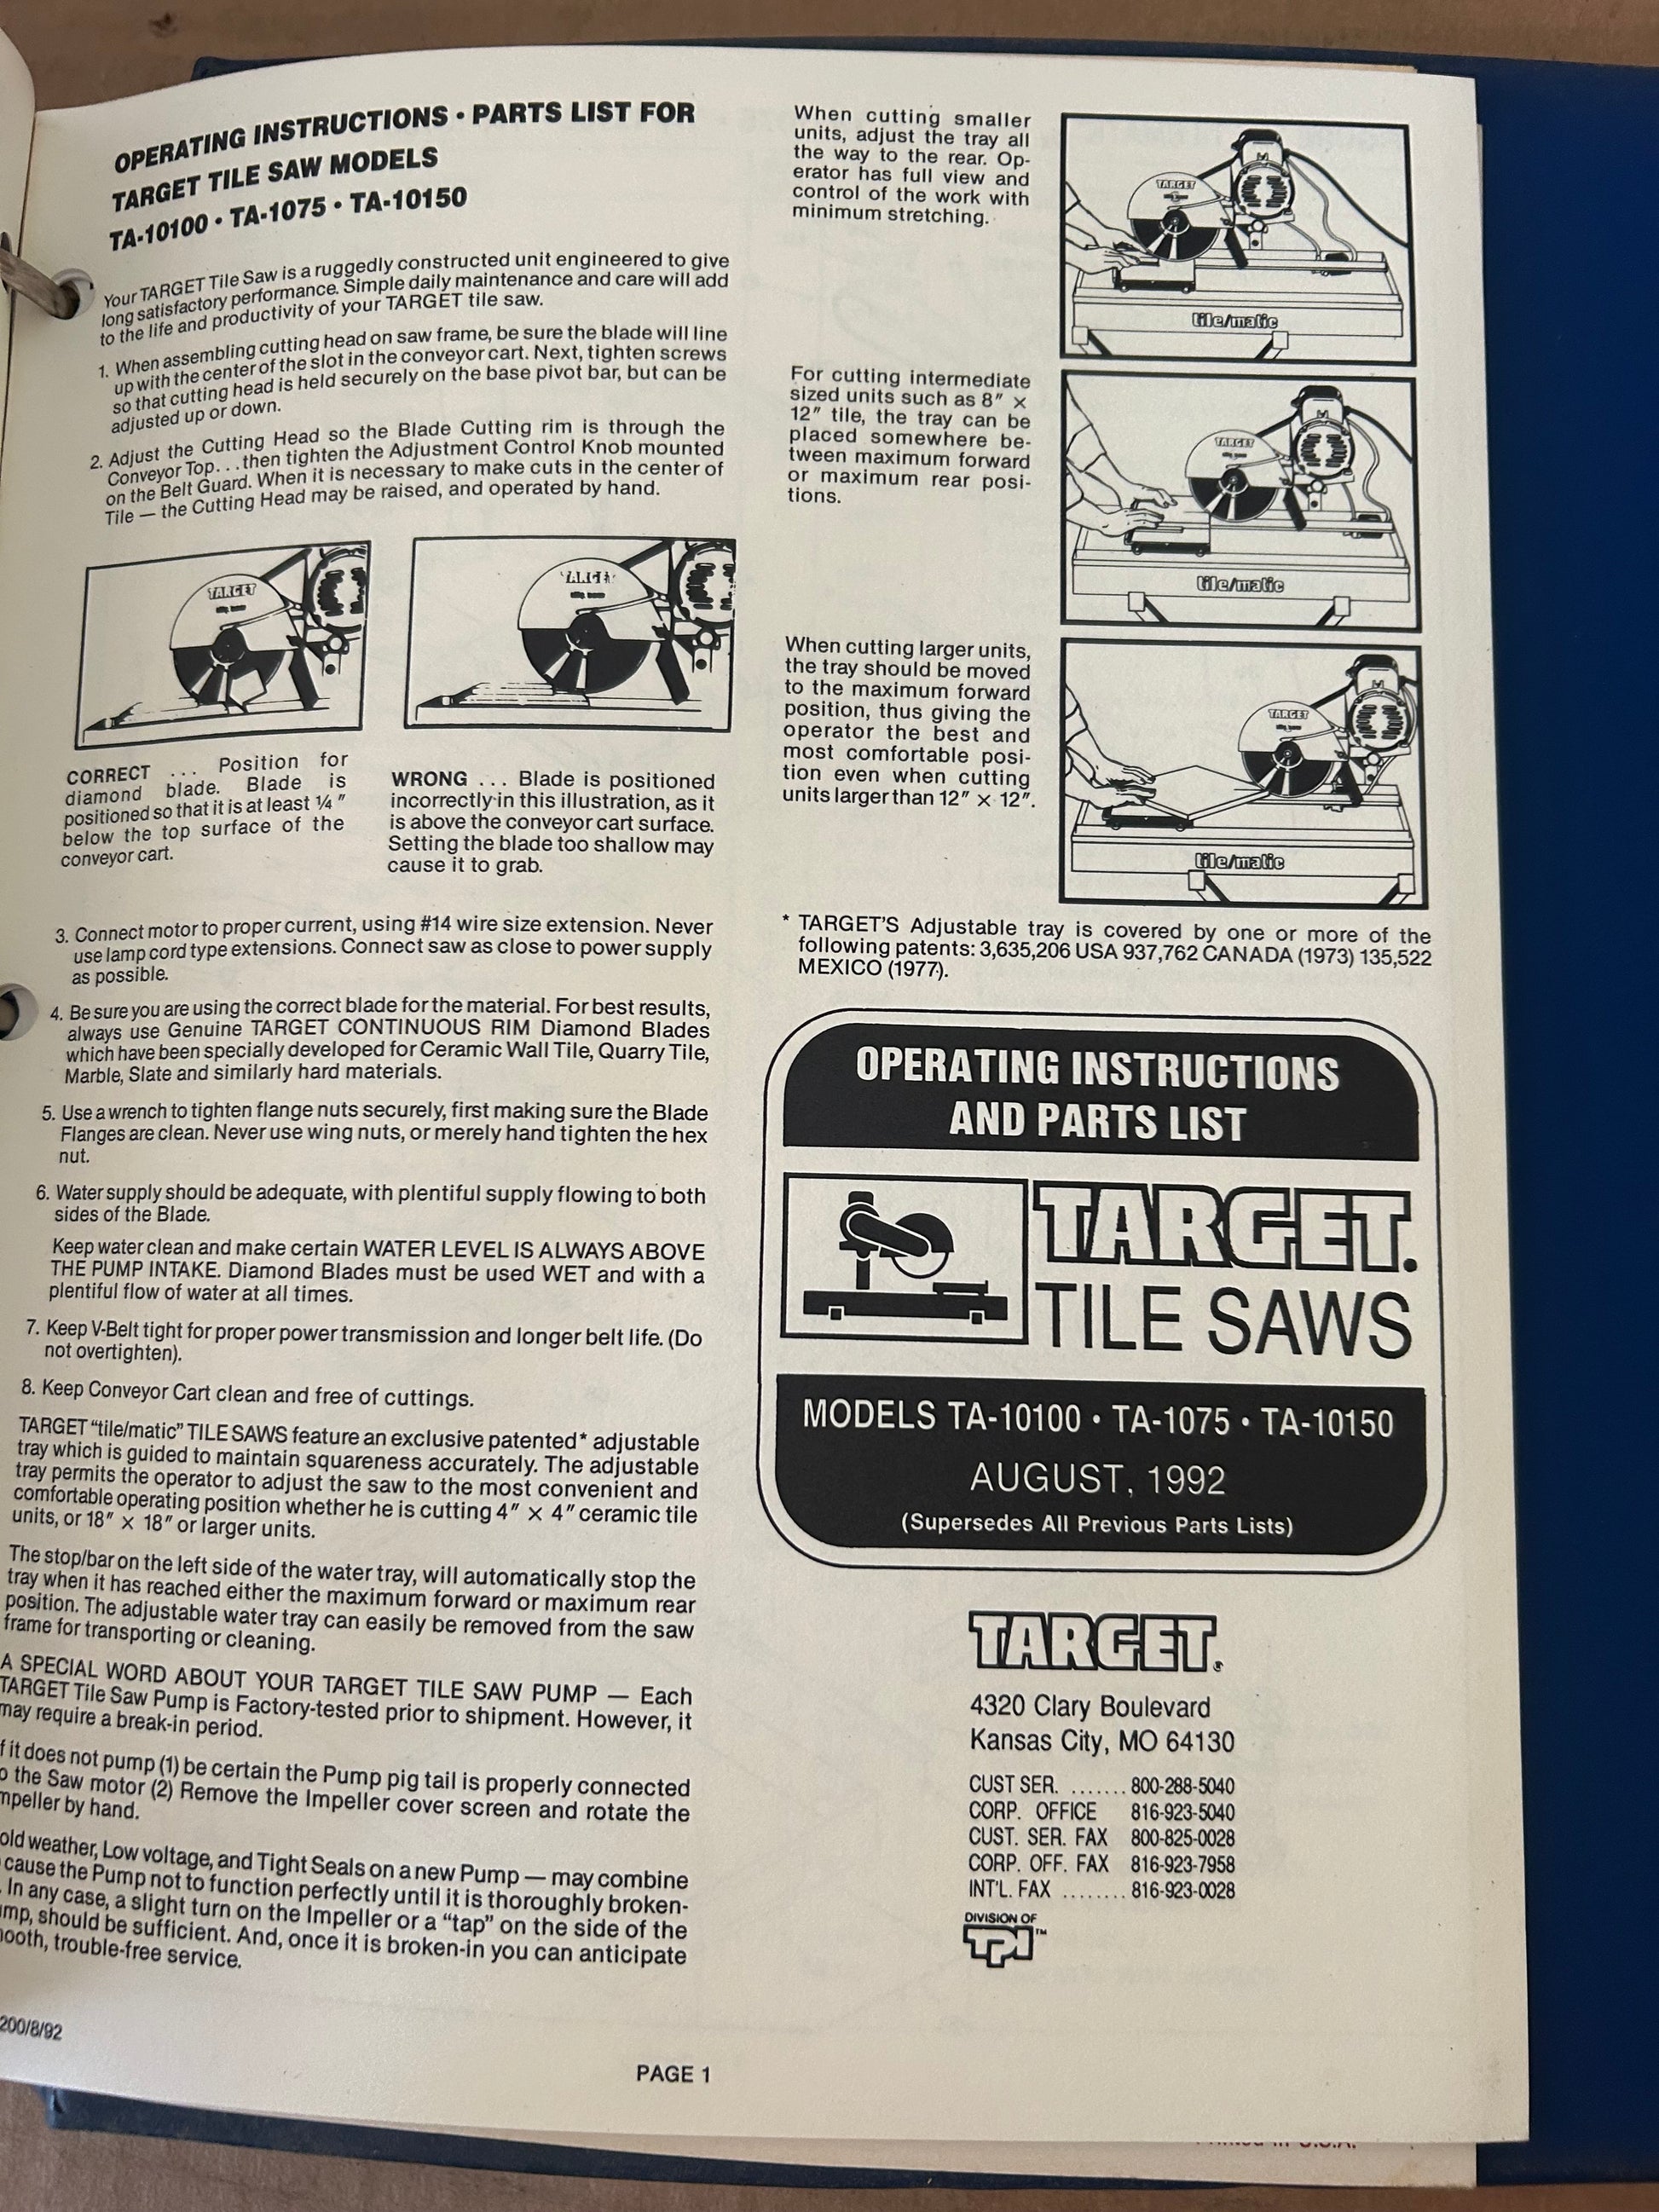 OPERATING INSTRUCTIONS • PARTS LIST FOR
TARGET TILE SAW MODELS
TA-10100 • TA-1075 • TA-10150
Your TARGET Tile Saw is a ruggedly constructed unit engineered to give
long satisfactory performance. Simple daily maintenance and care will add
to the life and productivity of your TARGET tile saw.
1. When assembling cutting head on saw frame, be sure the blade will line
up with the center of the slot in the conveyor cart. Next, tighten screws
so that cutting head is held securely on the base pivot bar, but can be
adjusted up or down.
2. Adjust the Cutting Head so the Blade Cutting rim is through the
Conveyor Top. . .then tighten the Adjustment Control Knob mounted
on the Belt Guard. When it is necessary to make cuts in the center of
Tile — the Cutting Head may be raised, and operated by hand.
TARGET
TARGET
CORRECT ... Position for
diamond blade. Blade is
positioned so that it is at least ¼"
below the top surface of the
conveyor cart.
WRONG ... Blade is positioned
incorrectly in this illustration, as it
is above the conveyor cart surface.
Setting the blade too shallow may
cause it to grab.
3. Connect motor to proper current, using #14 wire size extension. Never
use lamp cord type extensions. Connect saw as close to power supply
as possible.
4. Be sure you are using the correct blade for the material. For best results,
always use Genuine TARGET CONTINUOUS RIM Diamond Blades
which have been specially developed for Ceramic Wall Tile, Quarry Tile,
Marble, Slate and similarly hard materials.
5. Use a wrench to tighten flange nuts securely, first making sure the Blade
Flanges are clean. Never use wing nuts, or merely hand tighten the hex
nut.
6. Water supply should be adequate, with plentiful supply flowing to both
sides of the Blade.
Keep water clean and make certain WATER LEVEL IS ALWAYS ABOVE
THE PUMP INTAKE. Diamond Blades must be used WET and with a
plentiful flow of water at all times.
7. Keep V-Belt tight for proper power transmission and longer belt life. (Do
not overtighten).
8. Keep Conveyor Cart clean and free of cuttings.
TARGET "tile/matic" TILE SAWS feature an exclusive patented* adjustable
tray which is guided to maintain squareness accurately. The adjustable
tray permits the operator to adjust the saw to the most convenient and
comfortable operating position whether he is cutting 4" × 4" ceramic tile
units, or 18" × 18" or larger units.
The stop/bar on the left side of the water tray, will automatically stop the
tray when it has reached either the maximum forward or maximum rear
position. The adjustable water tray can easily be removed from the saw
frame for transporting or cleaning.
A SPECIAL WORD ABOUT YOUR TARGET TILE SAW PUMP — Each
TARGET Tile Saw Pump is Factory-tested prior to shipment. However, it
may require a break-in period.
f it does not pump (1) be certain the Pump pig tail is properly connected
o the Saw motor (2) Remove the Impeller cover screen and rotate the
mpeller by hand.
old weather, Low voltage, and Tight Seals on a new Pump — may combine
cause the Pump not to function perfectly until it is thoroughly broken-
. In any case, a slight turn on the Impeller or a "tap" on the side of the
ump, should be sufficient. And, once it is broken-in you can anticipate
mooth, trouble-free service.
200/8/92
PAGE 1
When cutting smaller
units, adjust the tray all
the way to the rear. Op-
erator has full view and
control of the work with
minimum stretching.
TARGET
tile/matic
For cutting intermediate
sized units such as 8" ×
12" tile, the tray can be
placed somewhere be-
tween maximum forward
or maximum rear posi-
tions.
TARGET
tile/matic
When cutting larger units,
the tray should be moved
to the maximum forward
position, thus giving the
operator the best and
most comfortable posi-
tion even when cutting
units larger than 12" × 12".
TARGET
tile/matic
* TARGET'S Adjustable tray is covered by one or more of the
following patents: 3,635,206 USA 937,762 CANADA (1973) 135,522
MEXICO (1977).
OPERATING INSTRUCTIONS
AND PARTS LIST
TARGET.
TILE SAWS
MODELS TA-10100 • TA-1075 • TA-10150
AUGUST, 1992
(Supersedes All Previous Parts Lists)
TARGET®
4320 Clary Boulevard
Kansas City, MO 64130
CUST SER. ....... 800-288-5040
CORP. OFFICE 816-923-5040
CUST. SER. FAX 800-825-0028
CORP. OFF. FAX 816-923-7958
INT'L. FAX ........ 816-923-0028
DIVISION OF
TPI™